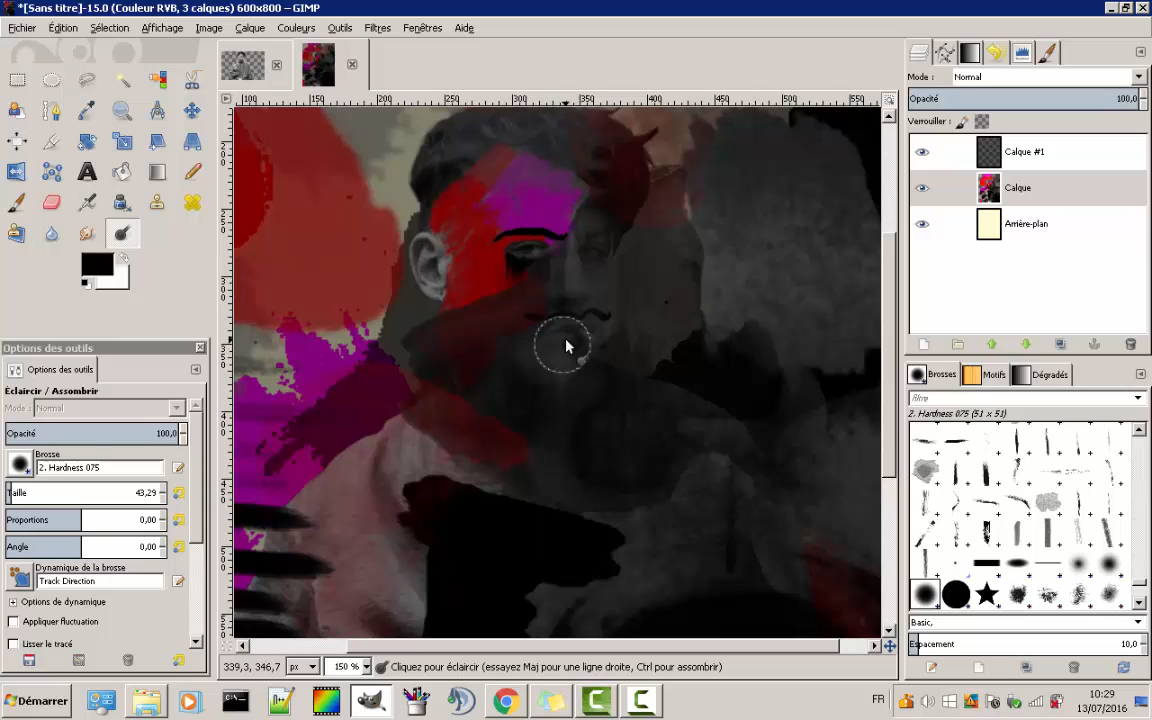 *[Sans titre]-15.0 (Couleur RVB, 3 calques) 600x800 – GIMP
Fichier Édition Sélection Affichage Image Calque Couleurs Outils Filtres Fenêtres Aide
Mode : Normal
Opacité 100,0
Verrouiller :
Calque #1
Calque
Arrière-plan
100 150 200 250 300 350 400 450 500 550
Options des outils
Options des outils
Éclaircir / Assombrir
Mode : Normal
Opacité 100,0
Brosse
2. Hardness 075
Taille 43,29
Proportions 0,00
Angle 0,00
Dynamique de la brosse
Track Direction
Options de dynamique
Appliquer fluctuation
Lisser le tracé
Brosses Motifs Dégradés
filtre
2. Hardness 075 (51 × 51)
Basic,
Espacement 10,0
339,3, 346,7 px 150 % Cliquez pour éclaircir (essayez Maj pour une ligne droite, Ctrl pour assombrir)
Démarrer
FR
10:29
13/07/2016